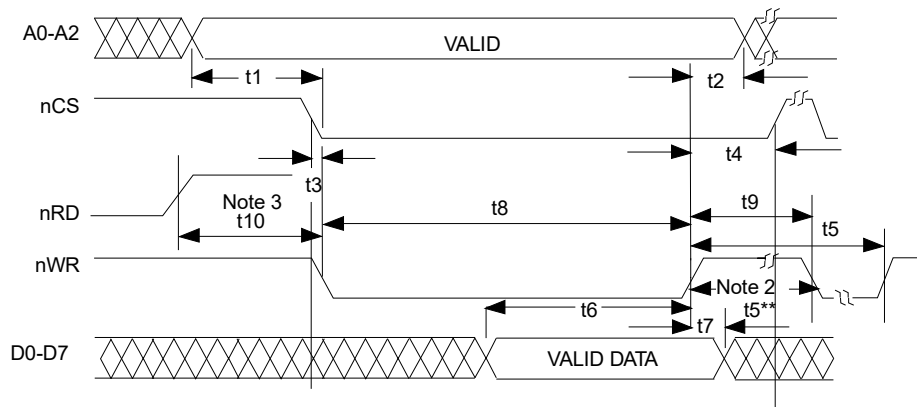 A0-A2
VALID
t1
t2
nCS
t4
t3
nRD
Note 3
t10
t8
t9
t5
nWR
Note 2
t6
t5**
t7
D0-D7
VALID DATA